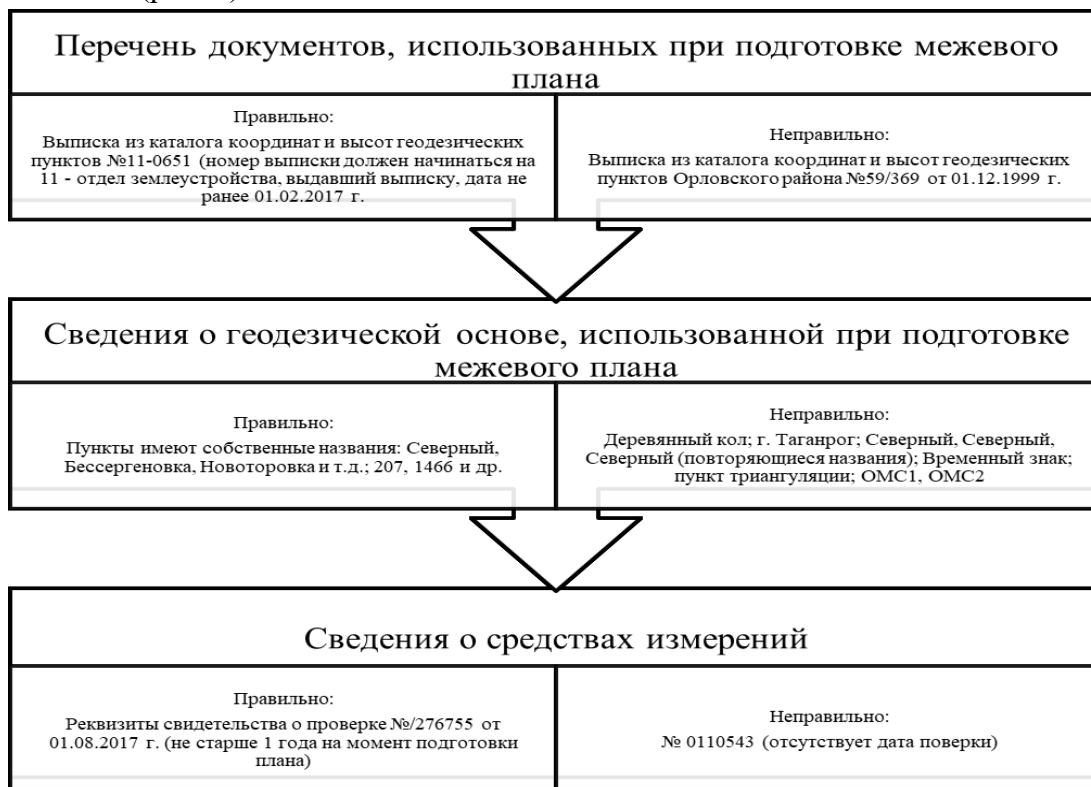 Перечень документов, использованных при подготовке межевого
плана
Правильно:
Выписка из каталога координат и высот геодезических
пунктов №11-0651 (номер выписки должен начинаться на
11 - отдел землеустройства, выдавший выписку, дата не
ранее 01.02.2017 г.
Неправильно:
Выписка из каталога координат и высот геодезических
пунктов Орловского района №59/369 от 01.12.1999 г.
Сведения о геодезической основе, использованной при подготовке
межевого плана
Правильно:
Пункты имеют собственные названия: Северный,
Бессергеновка, Новоторовка и т.д.; 207, 1466 и др.
Неправильно:
Деревянный кол; г. Таганрог; Северный, Северный,
Северный (повторяющиеся названия); Временный знак;
пункт триангуляции; ОМС1, ОМС2
Сведения о средствах измерений
Правильно:
Реквизиты свидетельства о проверке №/276755 от
01.08.2017 г. (не старше 1 года на момент подготовки
плана)
Неправильно:
№ 0110543 (отсутствует дата поверки)